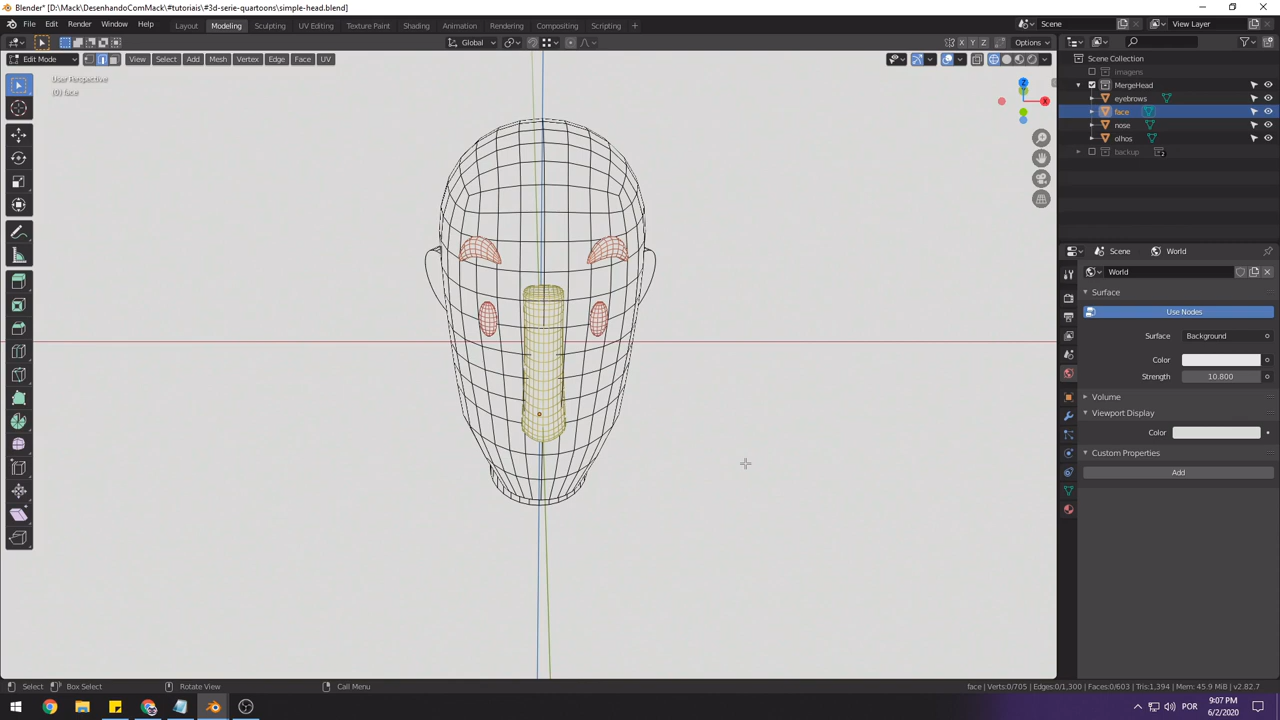 Blender* [D:\Mack\DesenhandoComMack\#tutoriais\#3d-serie-quartoons\simple-head.blend]
File Edit Render Window Help Layout Modeling Sculpting UV Editing Texture Paint Shading Animation Rendering Compositing Scripting + Scene View Layer
Global X Y Z Options
Edit Mode View Select Add Mesh Vertex Edge Face UV
User Perspective
(0) face
Z
X
Scene Collection
imagens
MergeHead
eyebrows
face
nose
olhos
backup 2
Scene World
World
Surface
Use Nodes
Surface Background
Color
Strength 10.800
Volume
Viewport Display
Color
Custom Properties
Add
Select Box Select Rotate View Call Menu face | Verts:0/705 | Edges:0/1,300 | Faces:0/603 | Tris:1,394 | Mem: 45.9 MiB | v2.82.7
POR 9:07 PM
6/2/2020